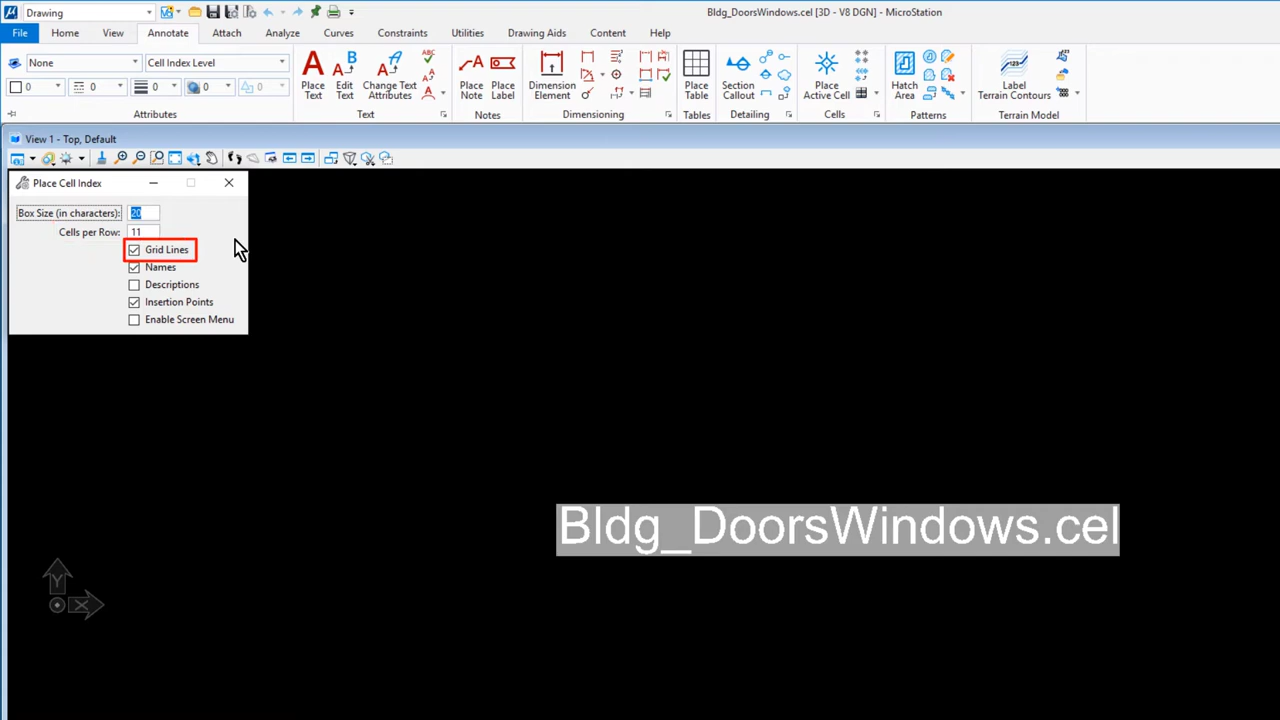 Drawing
Bldg_DoorsWindows.cel [3D - V8 DGN] - MicroStation
File Home View Annotate Attach Analyze Curves Constraints Utilities Drawing Aids Content Help
None Cell Index Level
0 0 0 0 0
Attributes
Place Text
Edit Text
Change Text Attributes
ABC
Text
Place Note
Place Label
Notes
Dimension Element
Dimensioning
Place Table
Tables
Section Callout
Detailing
Place Active Cell
Cells
Hatch Area
Patterns
Label Terrain Contours
Terrain Model
View 1 - Top, Default
Place Cell Index
Box Size (in characters): 20
Cells per Row: 11
Grid Lines
Names
Descriptions
Insertion Points
Enable Screen Menu
Bldg_DoorsWindows.cel
Y
X